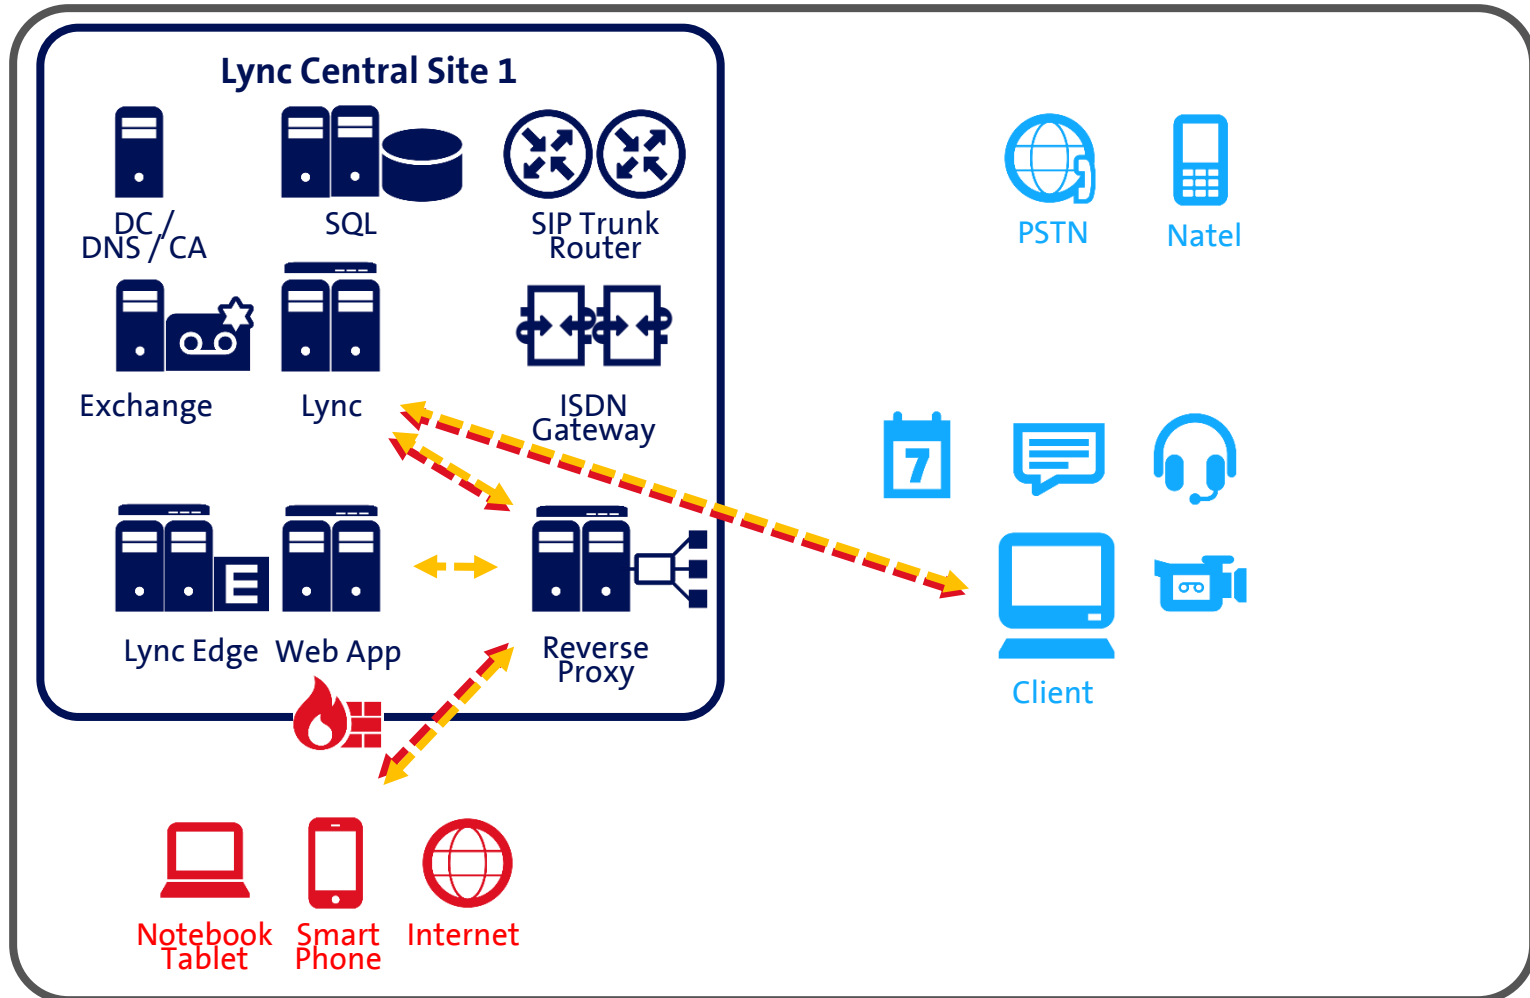 Lync Central Site 1
DC /
DNS / CA
SQL
SIP Trunk
Router
PSTN
Natel
Exchange
Lync
ISDN
Gateway
7
E
Lync Edge
Web App
Reverse
Proxy
Client
Notebook
Tablet
Smart
Phone
Internet